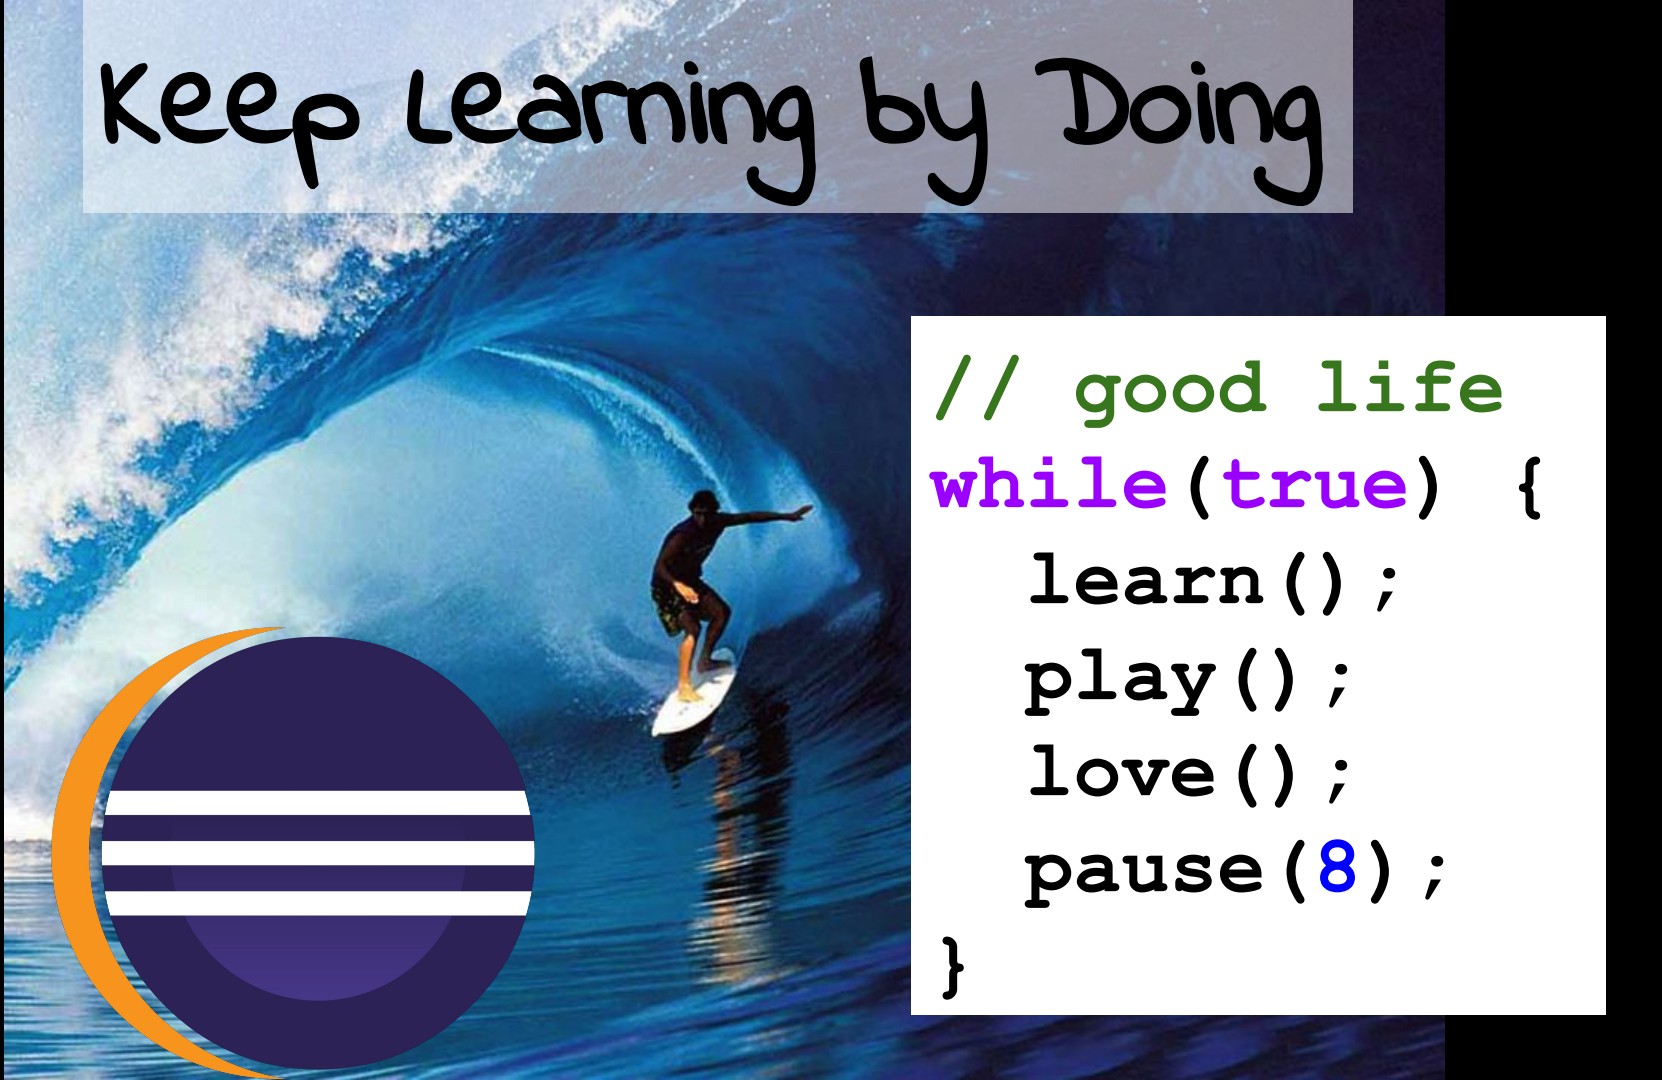 Keep Learning by Doing
// good life
while(true) {
  learn();
  play();
  love();
  pause(8);
}